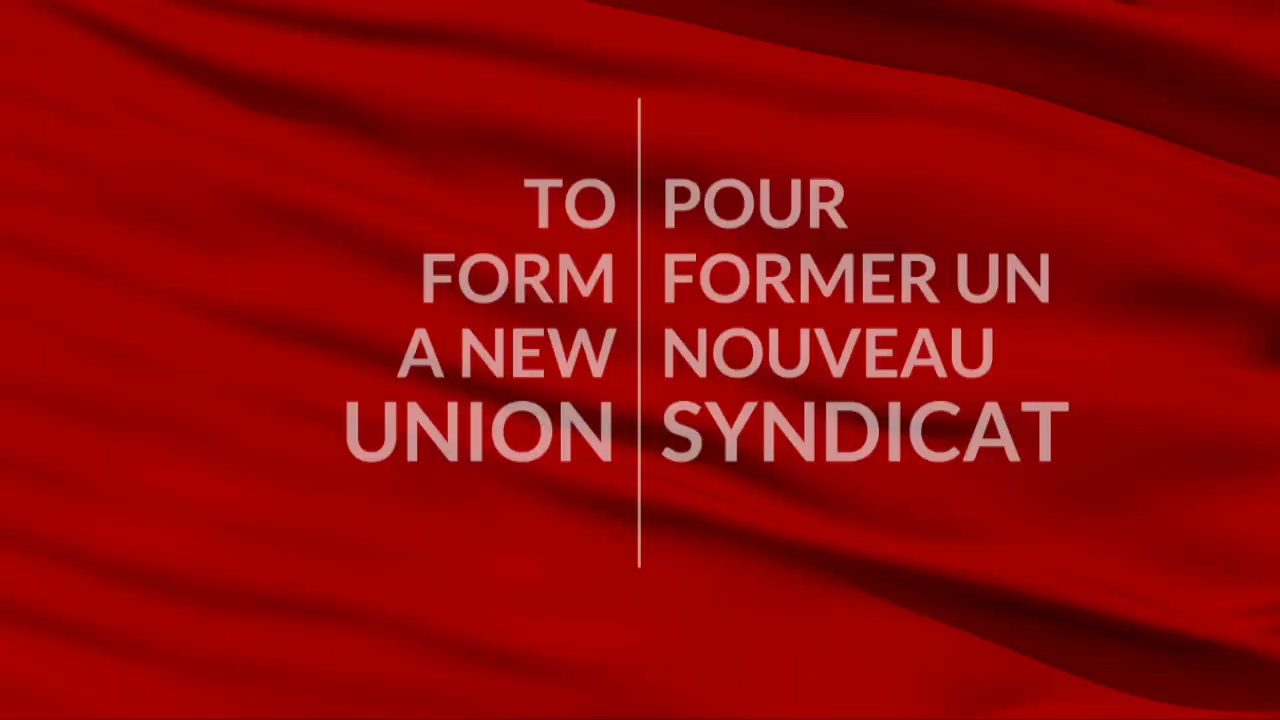 TO
FORM
A NEW
UNION
POUR
FORMER UN
NOUVEAU
SYNDICAT